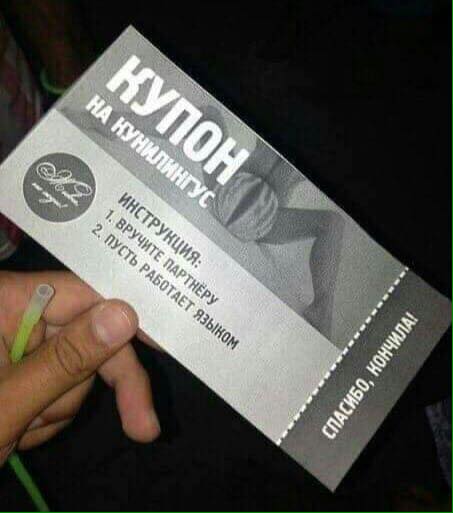 КУПОН
НА КУНИЛИНГУС
ИНСТРУКЦИЯ:
1. ВРУЧИТЕ ПАРТНЁРУ
2. ПУСТЬ РАБОТАЕТ ЯЗЫКОМ
СПАСИБО, КОНЧИЛА!